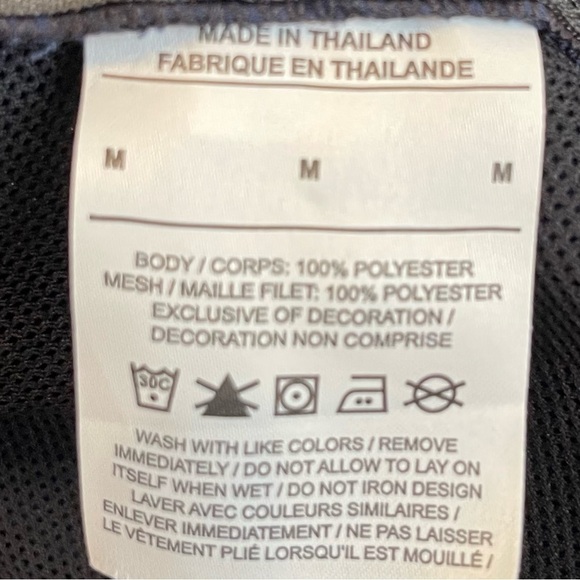 MADE IN THAILAND
FABRIQUE EN THAILANDE
M M M
BODY / CORPS: 100% POLYESTER
MESH / MAILLE FILET: 100% POLYESTER
EXCLUSIVE OF DECORATION /
DECORATION NON COMPRISE
30C
WASH WITH LIKE COLORS / REMOVE
IMMEDIATELY / DO NOT ALLOW TO LAY ON
ITSELF WHEN WET / DO NOT IRON DESIGN
LAVER AVEC COULEURS SIMILAIRES /
ENLEVER IMMEDIATEMENT / NE PAS LAISSER
LE VÊTEMENT PLIÉ LORSQU'IL EST MOUILLÉ /